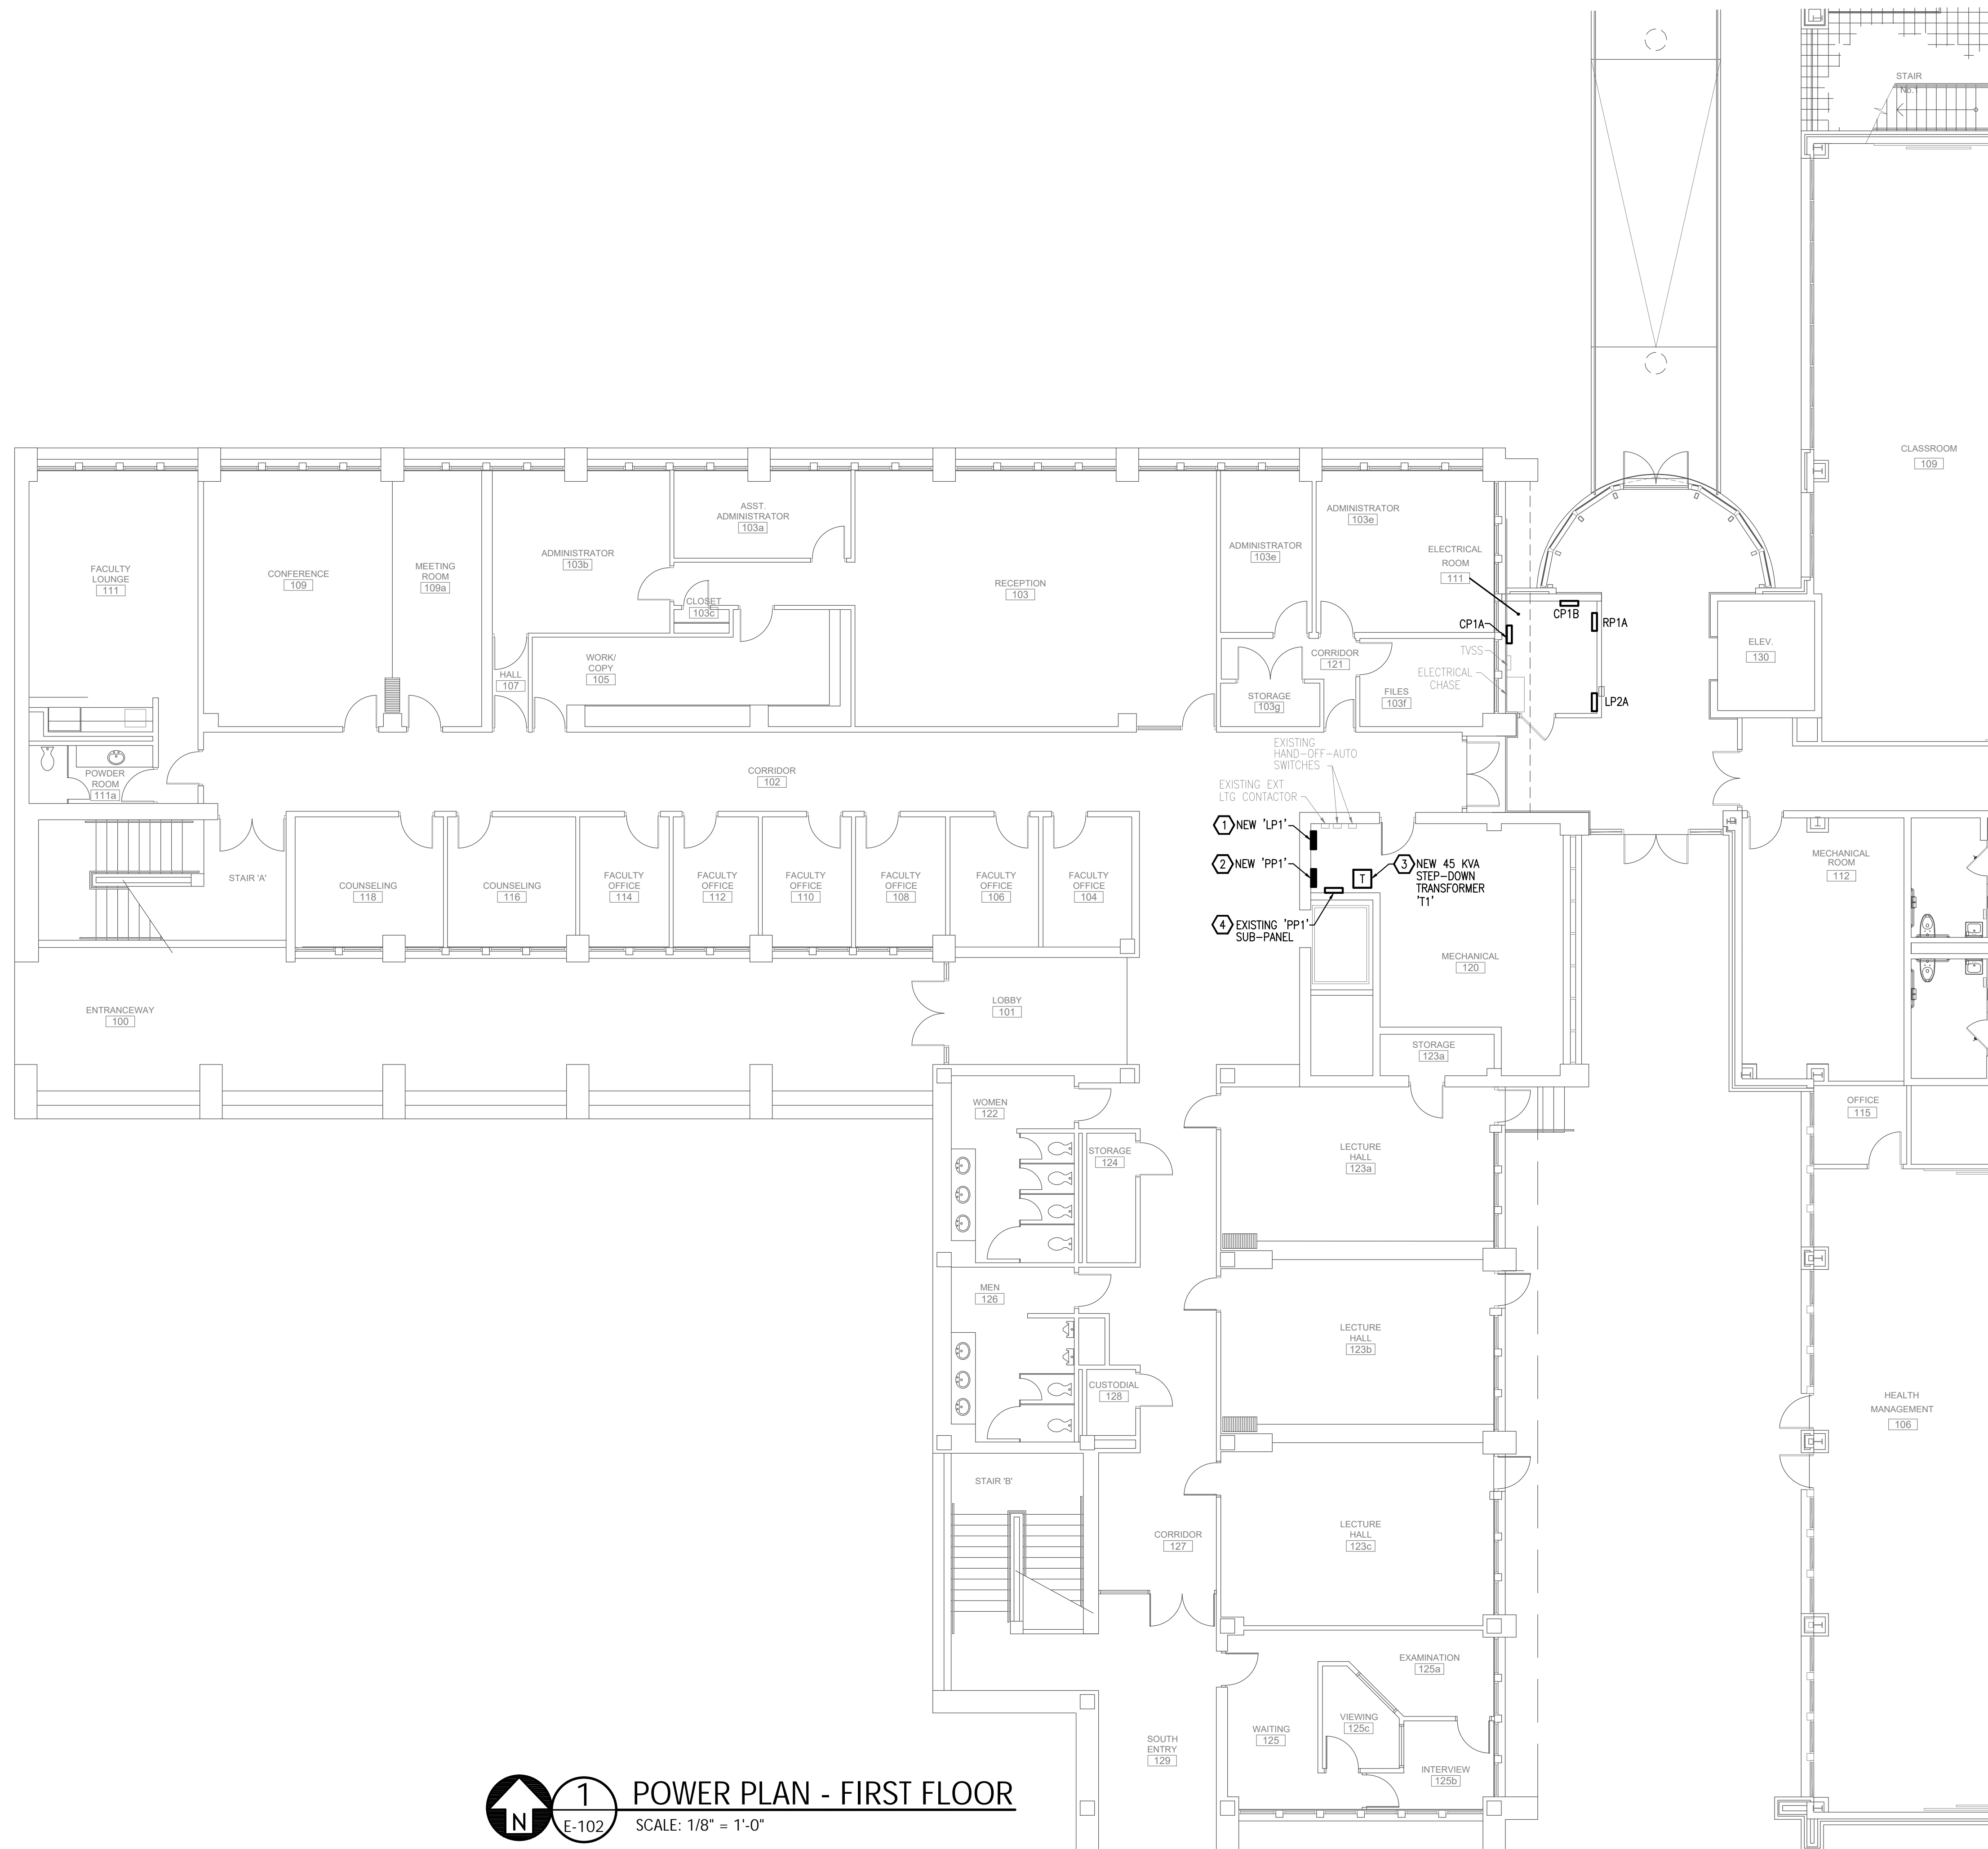 STAIR
No.1
CLASSROOM
109
ASST.
ADMINISTRATOR
103a
ADMINISTRATOR
103e
FACULTY
LOUNGE
111
CONFERENCE
109
MEETING
ROOM
109a
ADMINISTRATOR
103b
CLOSET
103c
RECEPTION
103
ADMINISTRATOR
103e
ELECTRICAL
ROOM
111
CP1A
CP1B
RP1A
TVSS
ELECTRICAL
CHASE
LP2A
ELEV.
130
HALL
107
WORK/
COPY
105
CORRIDOR
121
STORAGE
103g
FILES
103f
POWDER
ROOM
111a
CORRIDOR
102
EXISTING
HAND-OFF-AUTO
SWITCHES
EXISTING EXT
LTG CONTACTOR
1 NEW 'LP1'
2 NEW 'PP1'
3 NEW 45 KVA
STEP-DOWN
TRANSFORMER
'T1'
T
4 EXISTING 'PP1'
SUB-PANEL
STAIR 'A'
COUNSELING
118
COUNSELING
116
FACULTY
OFFICE
114
FACULTY
OFFICE
112
FACULTY
OFFICE
110
FACULTY
OFFICE
108
FACULTY
OFFICE
106
FACULTY
OFFICE
104
MECHANICAL
120
MECHANICAL
ROOM
112
ENTRANCEWAY
100
LOBBY
101
STORAGE
123a
OFFICE
115
WOMEN
122
STORAGE
124
LECTURE
HALL
123a
MEN
126
LECTURE
HALL
123b
CUSTODIAL
128
HEALTH
MANAGEMENT
106
STAIR 'B'
CORRIDOR
127
LECTURE
HALL
123c
EXAMINATION
125a
VIEWING
125c
WAITING
125
INTERVIEW
125b
SOUTH
ENTRY
129
N
1
E-102
POWER PLAN - FIRST FLOOR
SCALE: 1/8" = 1'-0"